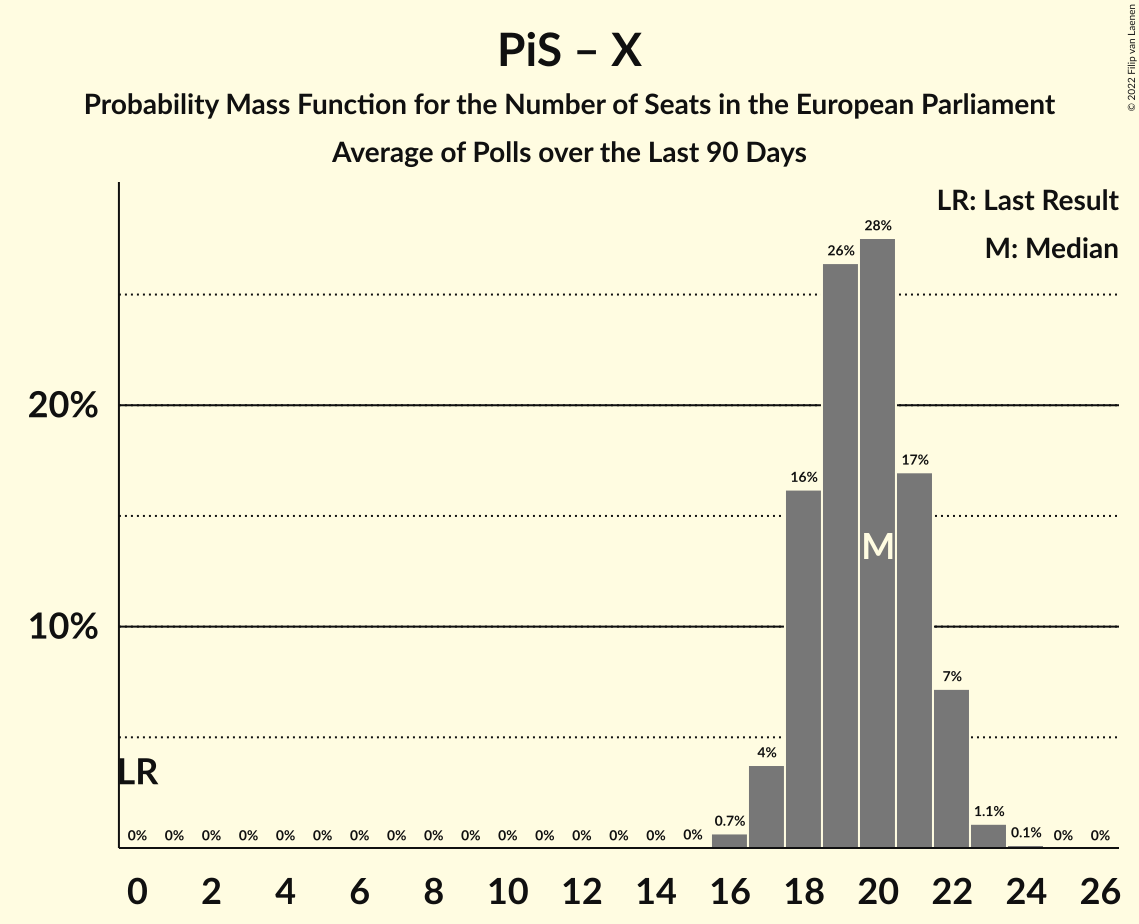 PiS – X
Probability Mass Function for the Number of Seats in the European Parliament
Average of Polls over the Last 90 Days
© 2022 Filip van Laenen
LR: Last Result
M: Median
20%
10%
LR
M
0% 0% 0% 0% 0% 0% 0% 0% 0% 0% 0% 0% 0% 0% 0% 0% 0.7% 4% 16% 26% 28% 17% 7% 1.1% 0.1% 0% 0%
0 2 4 6 8 10 12 14 16 18 20 22 24 26